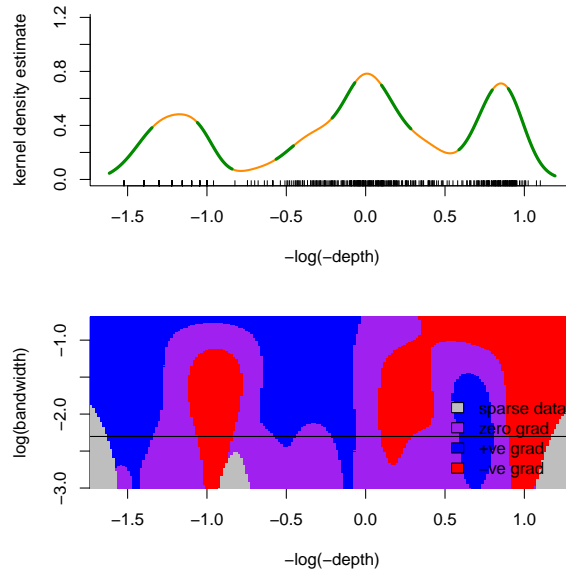 kernel density estimate
1.2
0.8
0.4
0.0
−1.5 −1.0 −0.5 0.0 0.5 1.0
−log(−depth)
log(bandwidth)
−1.0
−2.0
−3.0
sparse data
zero grad
+ve grad
−ve grad
−1.5 −1.0 −0.5 0.0 0.5 1.0
−log(−depth)